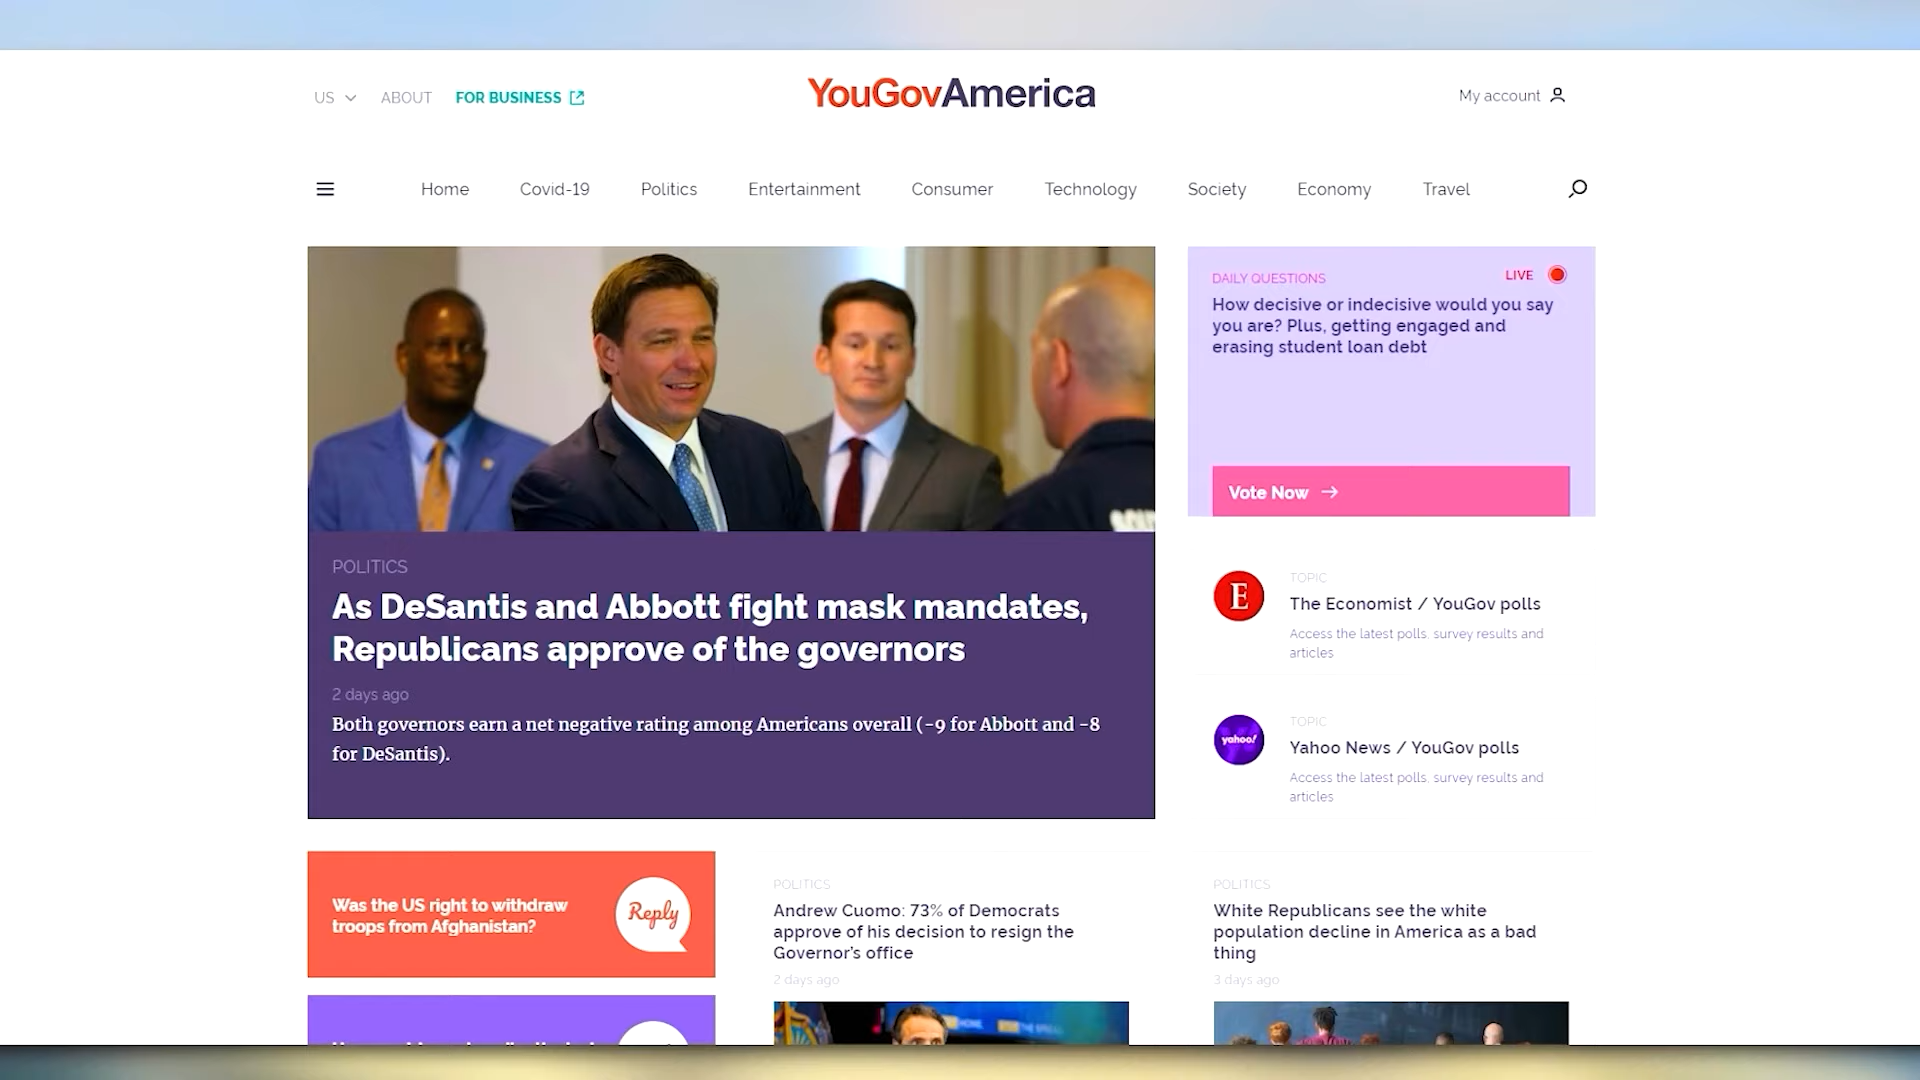 US
ABOUT
FOR BUSINESS
YouGovAmerica
My account
Home
Covid-19
Politics
Entertainment
Consumer
Technology
Society
Economy
Travel
DAILY QUESTIONS
LIVE
How decisive or indecisive would you say
you are? Plus, getting engaged and
erasing student loan debt
Vote Now →
POLITICS
As DeSantis and Abbott fight mask mandates,
Republicans approve of the governors
2 days ago
Both governors earn a net negative rating among Americans overall (-9 for Abbott and -8
for DeSantis).
E
TOPIC
The Economist / YouGov polls
Access the latest polls, survey results and
articles
yahoo!
TOPIC
Yahoo News / YouGov polls
Access the latest polls, survey results and
articles
Was the US right to withdraw
troops from Afghanistan?
Reply
POLITICS
Andrew Cuomo: 73% of Democrats
approve of his decision to resign the
Governor's office
2 days ago
POLITICS
White Republicans see the white
population decline in America as a bad
thing
3 days ago